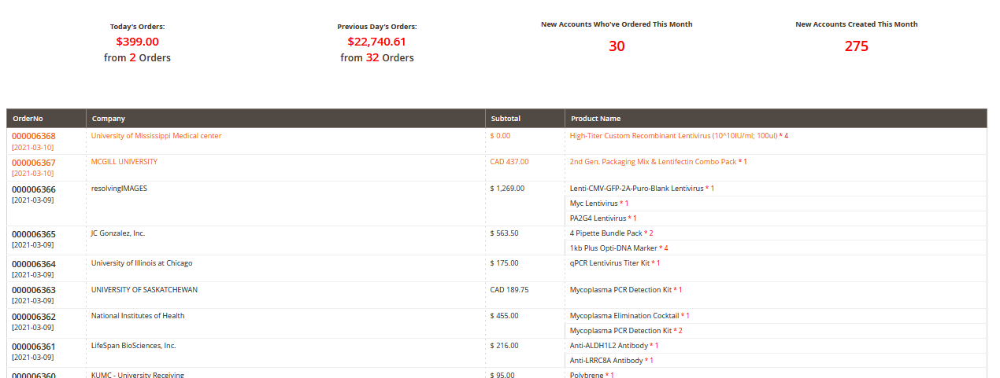 Today's Orders:
$399.00
from 2 Orders
Previous Day's Orders:
$22,740.61
from 32 Orders
New Accounts Who've Ordered This Month
30
New Accounts Created This Month
275
OrderNo Company Subtotal Product Name
000006368 University of Mississippi Medical center $ 0.00 High-Titer Custom Recombinant Lentivirus (10^10IU/ml; 100ul) * 4
[2021-03-10]
000006367 MCGILL UNIVERSITY CAD 437.00 2nd Gen. Packaging Mix & Lentifectin Combo Pack * 1
[2021-03-10]
000006366 resolvingIMAGES $ 1,269.00 Lenti-CMV-GFP-2A-Puro-Blank Lentivirus * 1
[2021-03-09]
Myc Lentivirus * 1
PA2G4 Lentivirus * 1
000006365 JC Gonzalez, Inc. $ 563.50 4 Pipette Bundle Pack * 2
[2021-03-09]
1kb Plus Opti-DNA Marker * 4
000006364 University of Illinois at Chicago $ 175.00 qPCR Lentivirus Titer Kit * 1
[2021-03-09]
000006363 UNIVERSITY OF SASKATCHEWAN CAD 189.75 Mycoplasma PCR Detection Kit * 1
[2021-03-09]
000006362 National Institutes of Health $ 455.00 Mycoplasma Elimination Cocktail * 1
[2021-03-09]
Mycoplasma PCR Detection Kit * 2
000006361 LifeSpan BioSciences, Inc. $ 216.00 Anti-ALDH1L2 Antibody * 1
[2021-03-09]
Anti-LRRC8A Antibody * 1
000006360 KUMC - University Receiving $ 95.00 Polybrene * 1